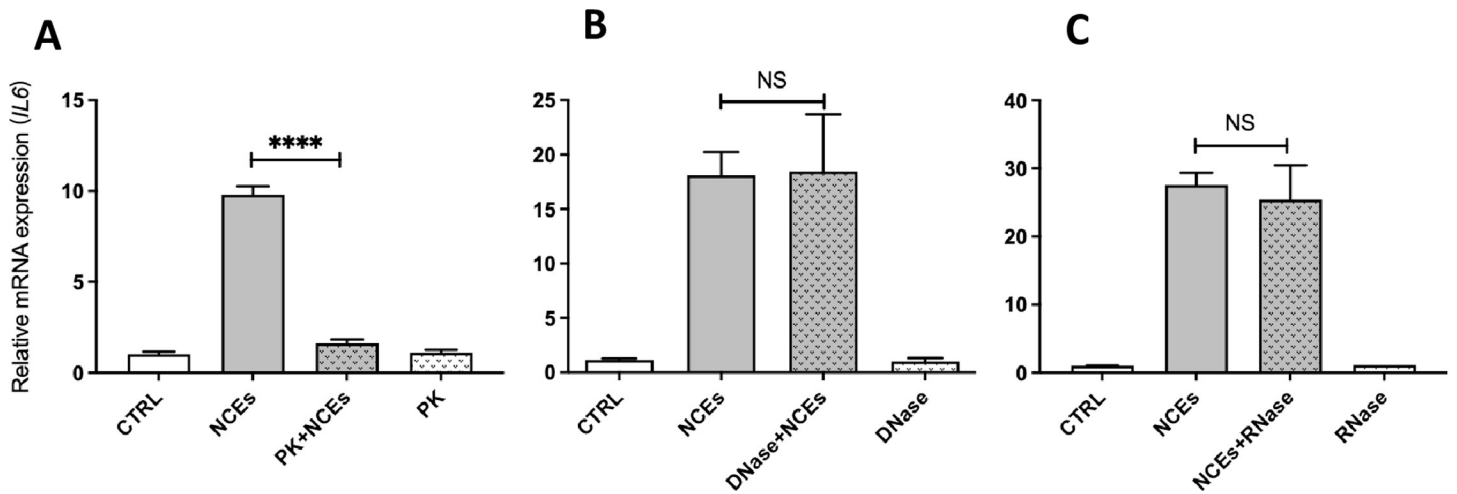 A
Relative mRNA expression (IL6)
15
10
5
0
****
CTRL
NCEs
PK+NCEs
PK
B
25
20
15
10
5
0
NS
CTRL
NCEs
DNase+NCEs
DNase
C
40
30
20
10
0
NS
CTRL
NCEs
NCEs+RNase
RNase